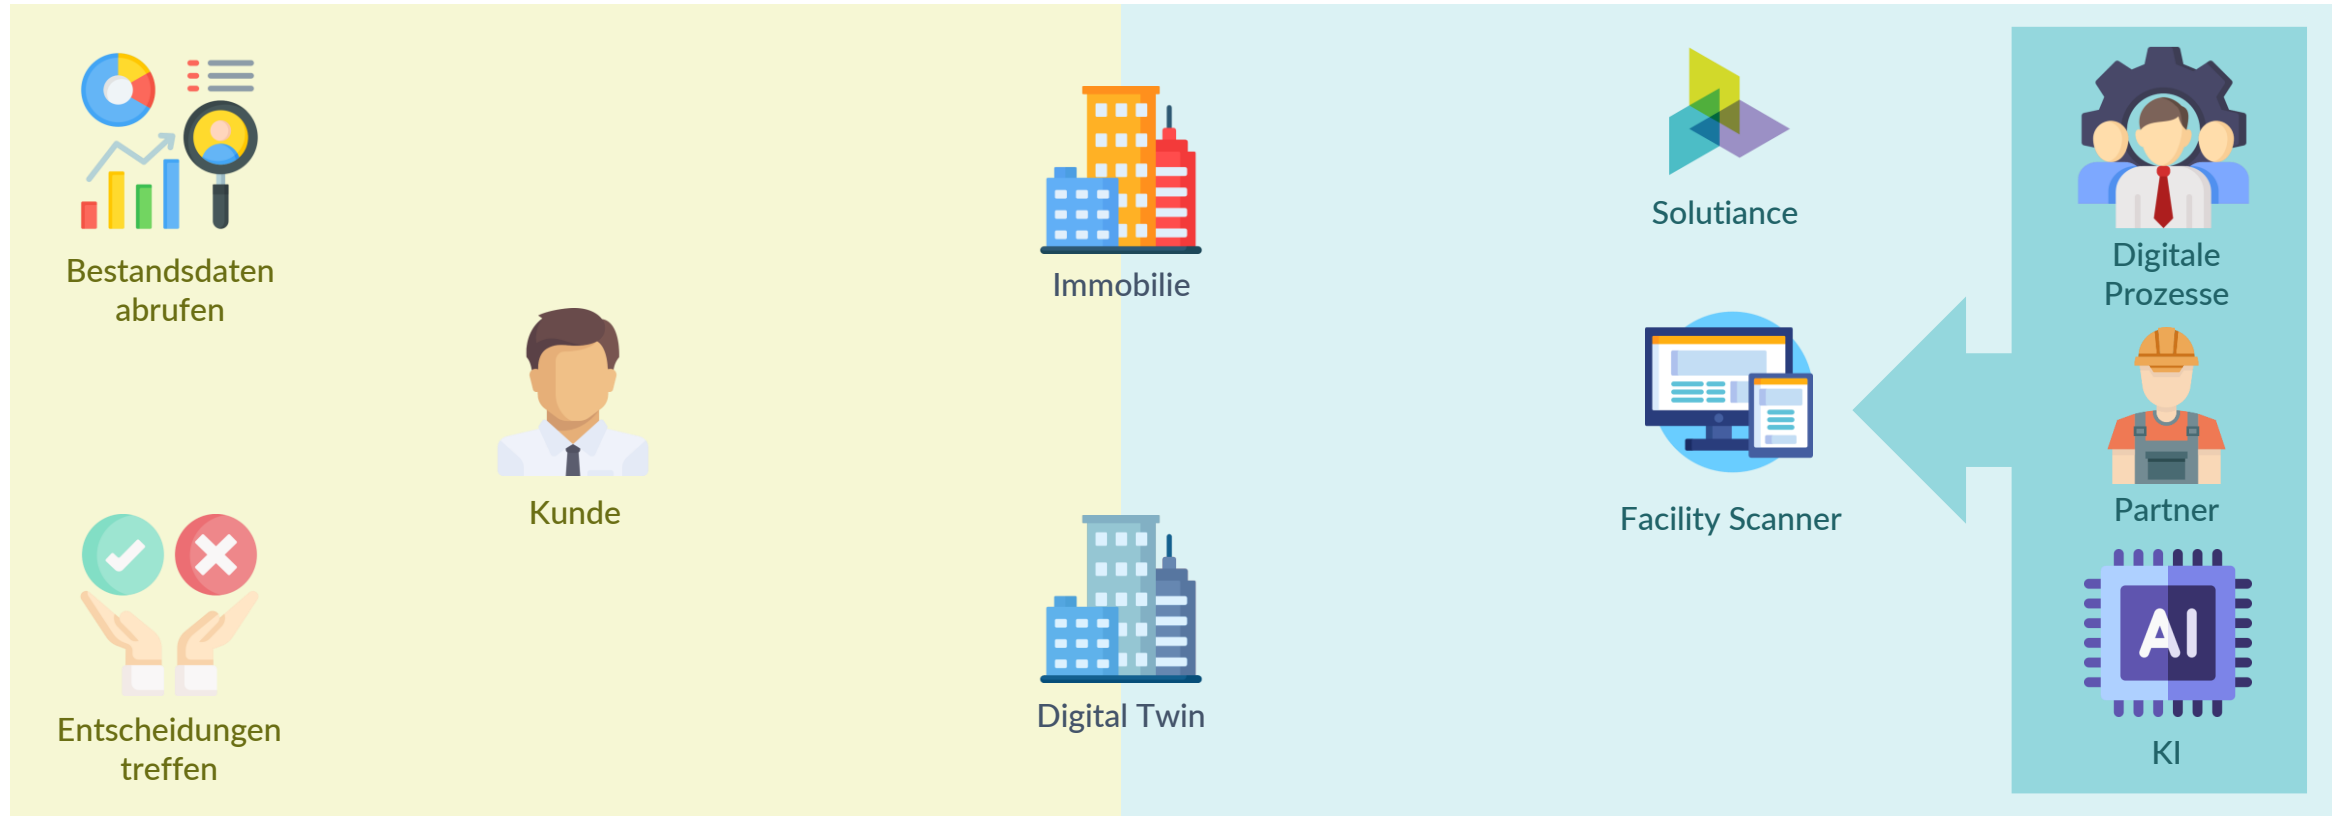 Bestandsdaten
abrufen
Entscheidungen
treffen
Kunde
Immobilie
Digital Twin
Solutiance
Facility Scanner
Digitale
Prozesse
Partner
AI
KI